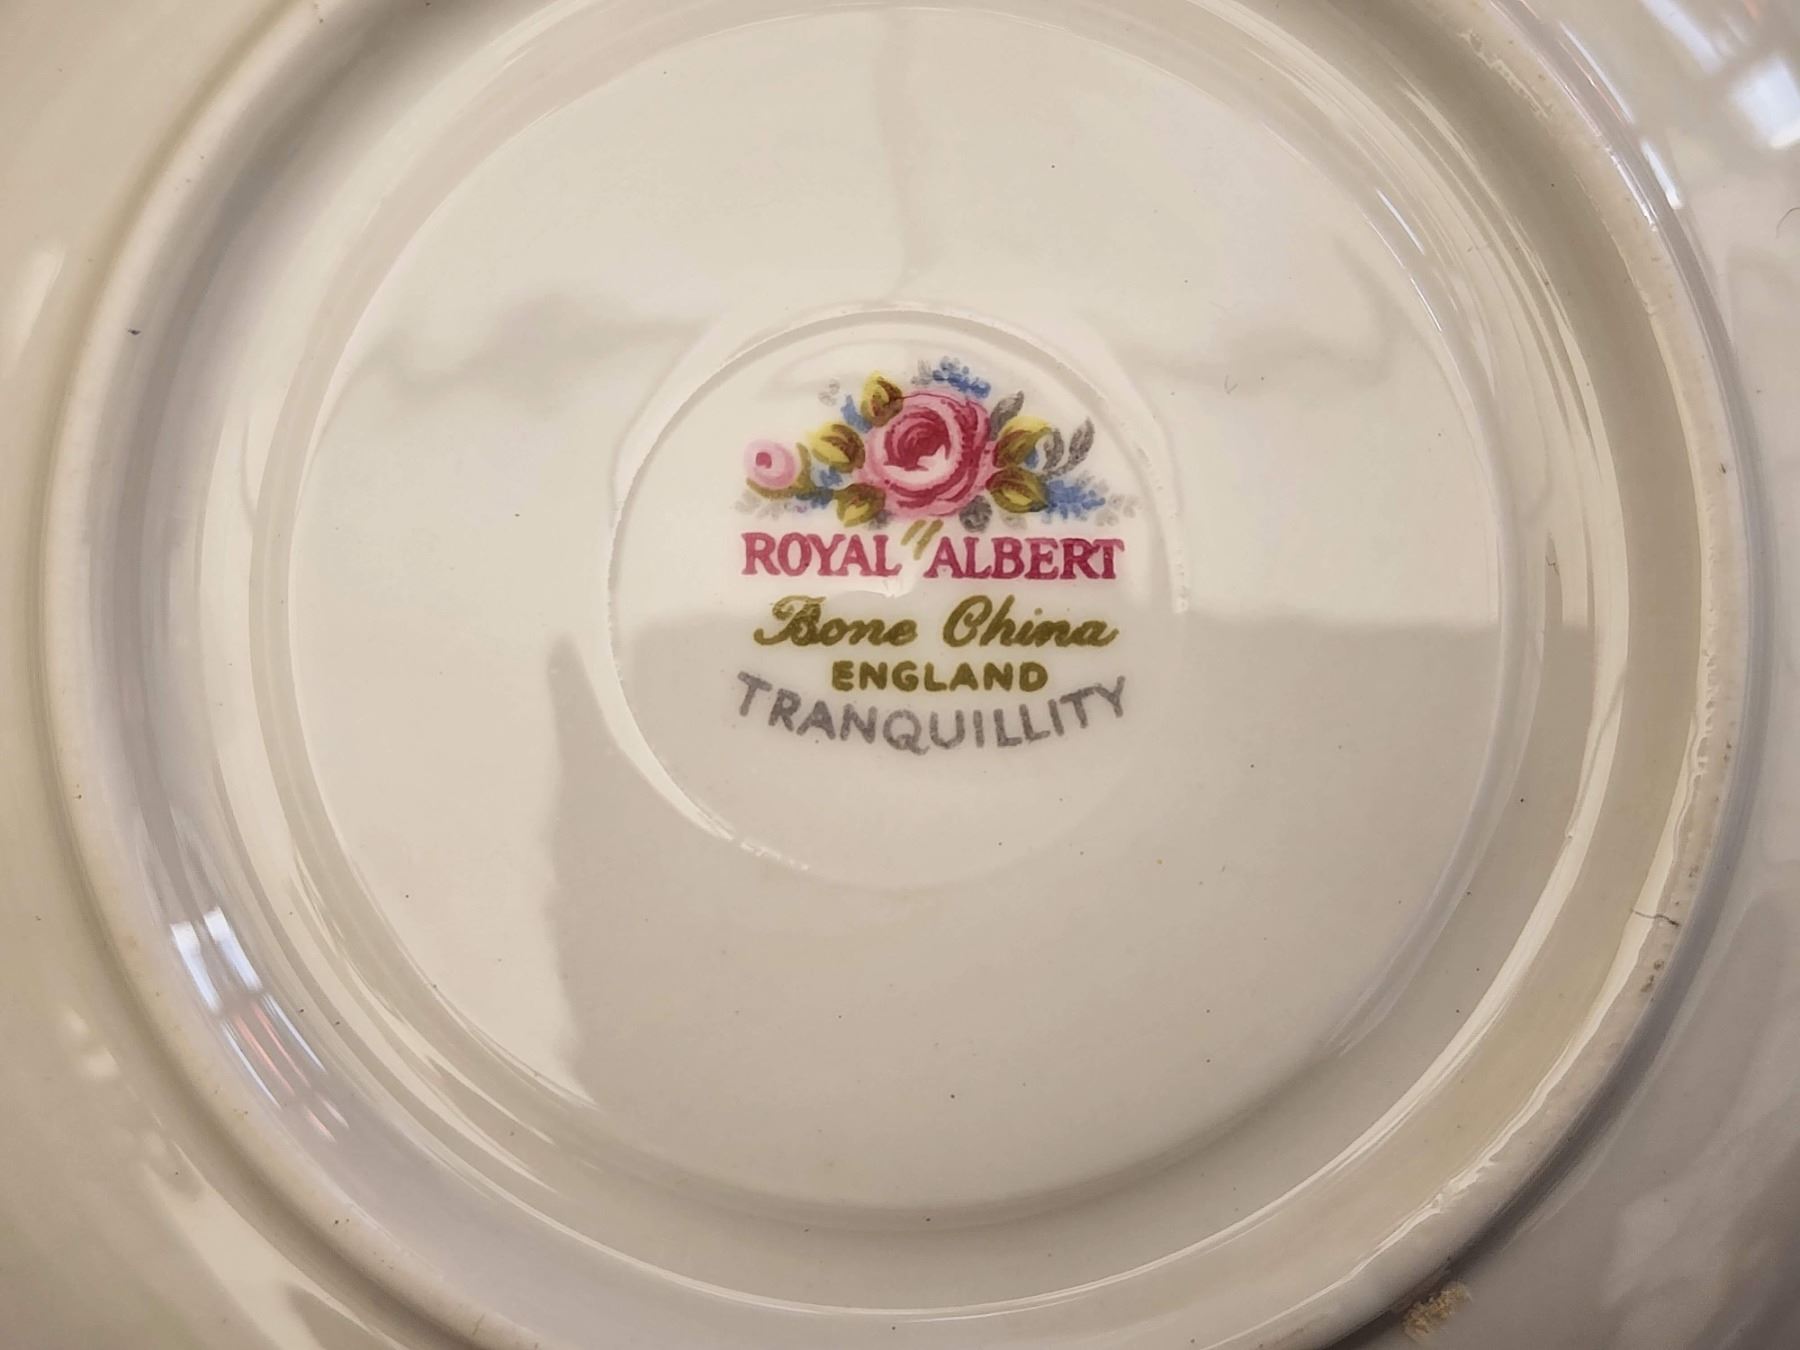 ROYAL ALBERT
Bone China
ENGLAND
TRANQUILLITY